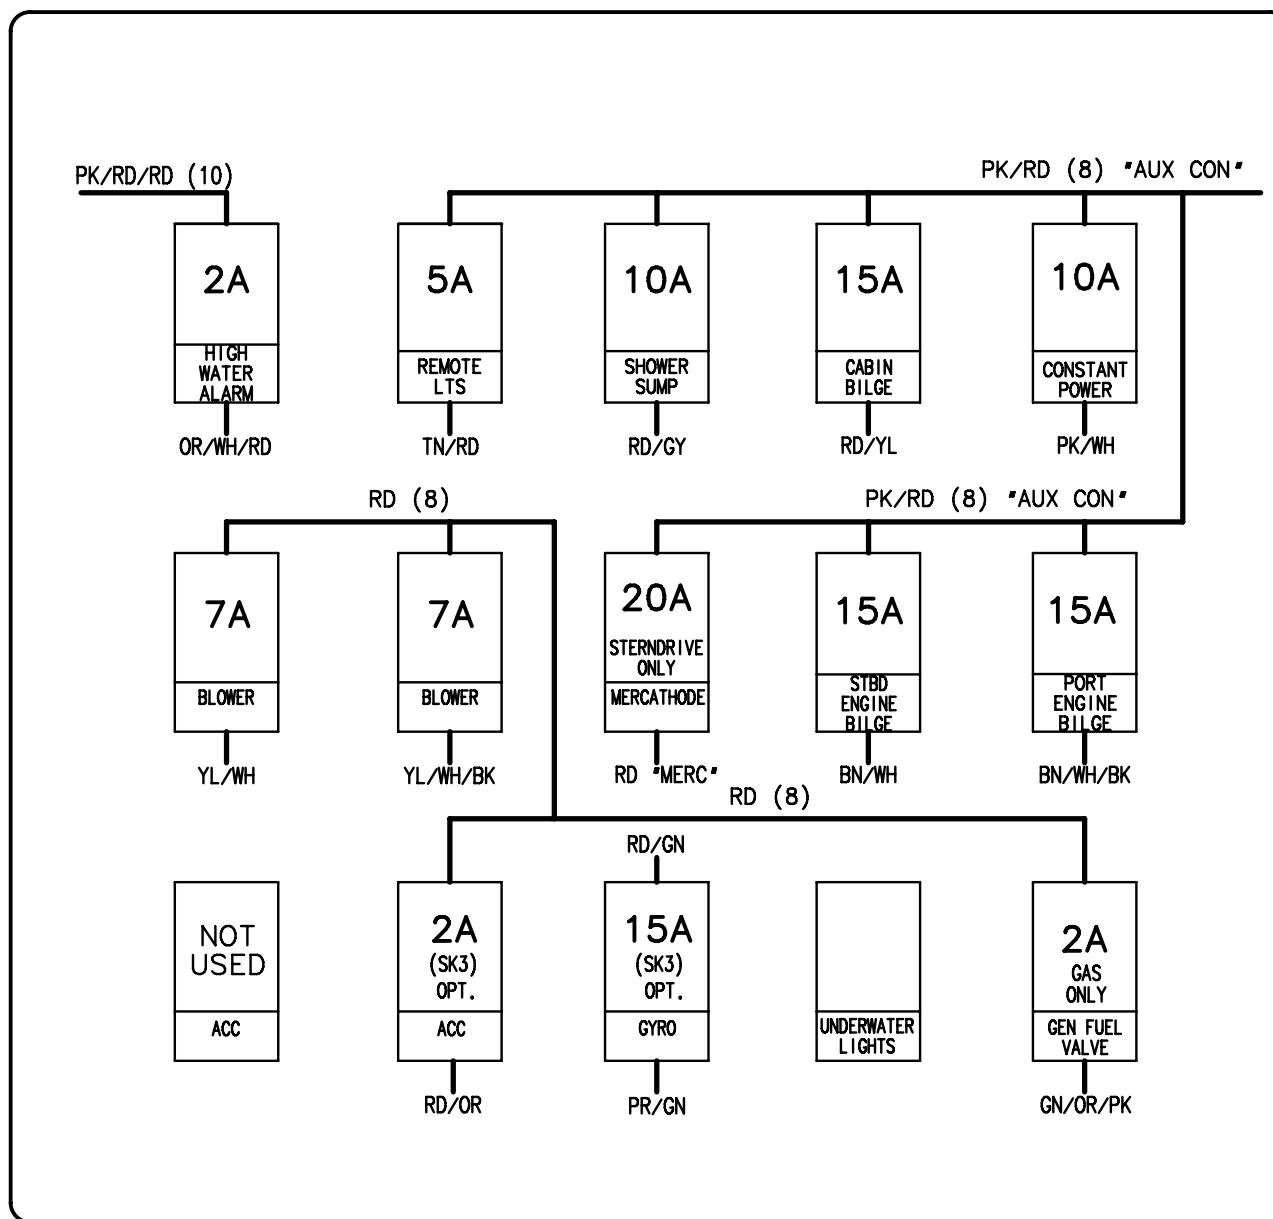 PK/RD/RD (10)
PK/RD (8) "AUX CON"
2A
HIGH
WATER
ALARM
OR/WH/RD
5A
REMOTE
LTS
TN/RD
10A
SHOWER
SUMP
RD/GY
15A
CABIN
BILGE
RD/YL
10A
CONSTANT
POWER
PK/WH
RD (8)
PK/RD (8) "AUX CON"
7A
BLOWER
YL/WH
7A
BLOWER
YL/WH/BK
20A
STERNDRIVE
ONLY
MERCATHODE
RD "MERC"
15A
STBD
ENGINE
BILGE
BN/WH
15A
PORT
ENGINE
BILGE
BN/WH/BK
RD (8)
NOT
USED
ACC
2A
(SK3)
OPT.
ACC
RD/OR
RD/GN
15A
(SK3)
OPT.
GYRO
PR/GN
UNDERWATER
LIGHTS
2A
GAS
ONLY
GEN FUEL
VALVE
GN/OR/PK